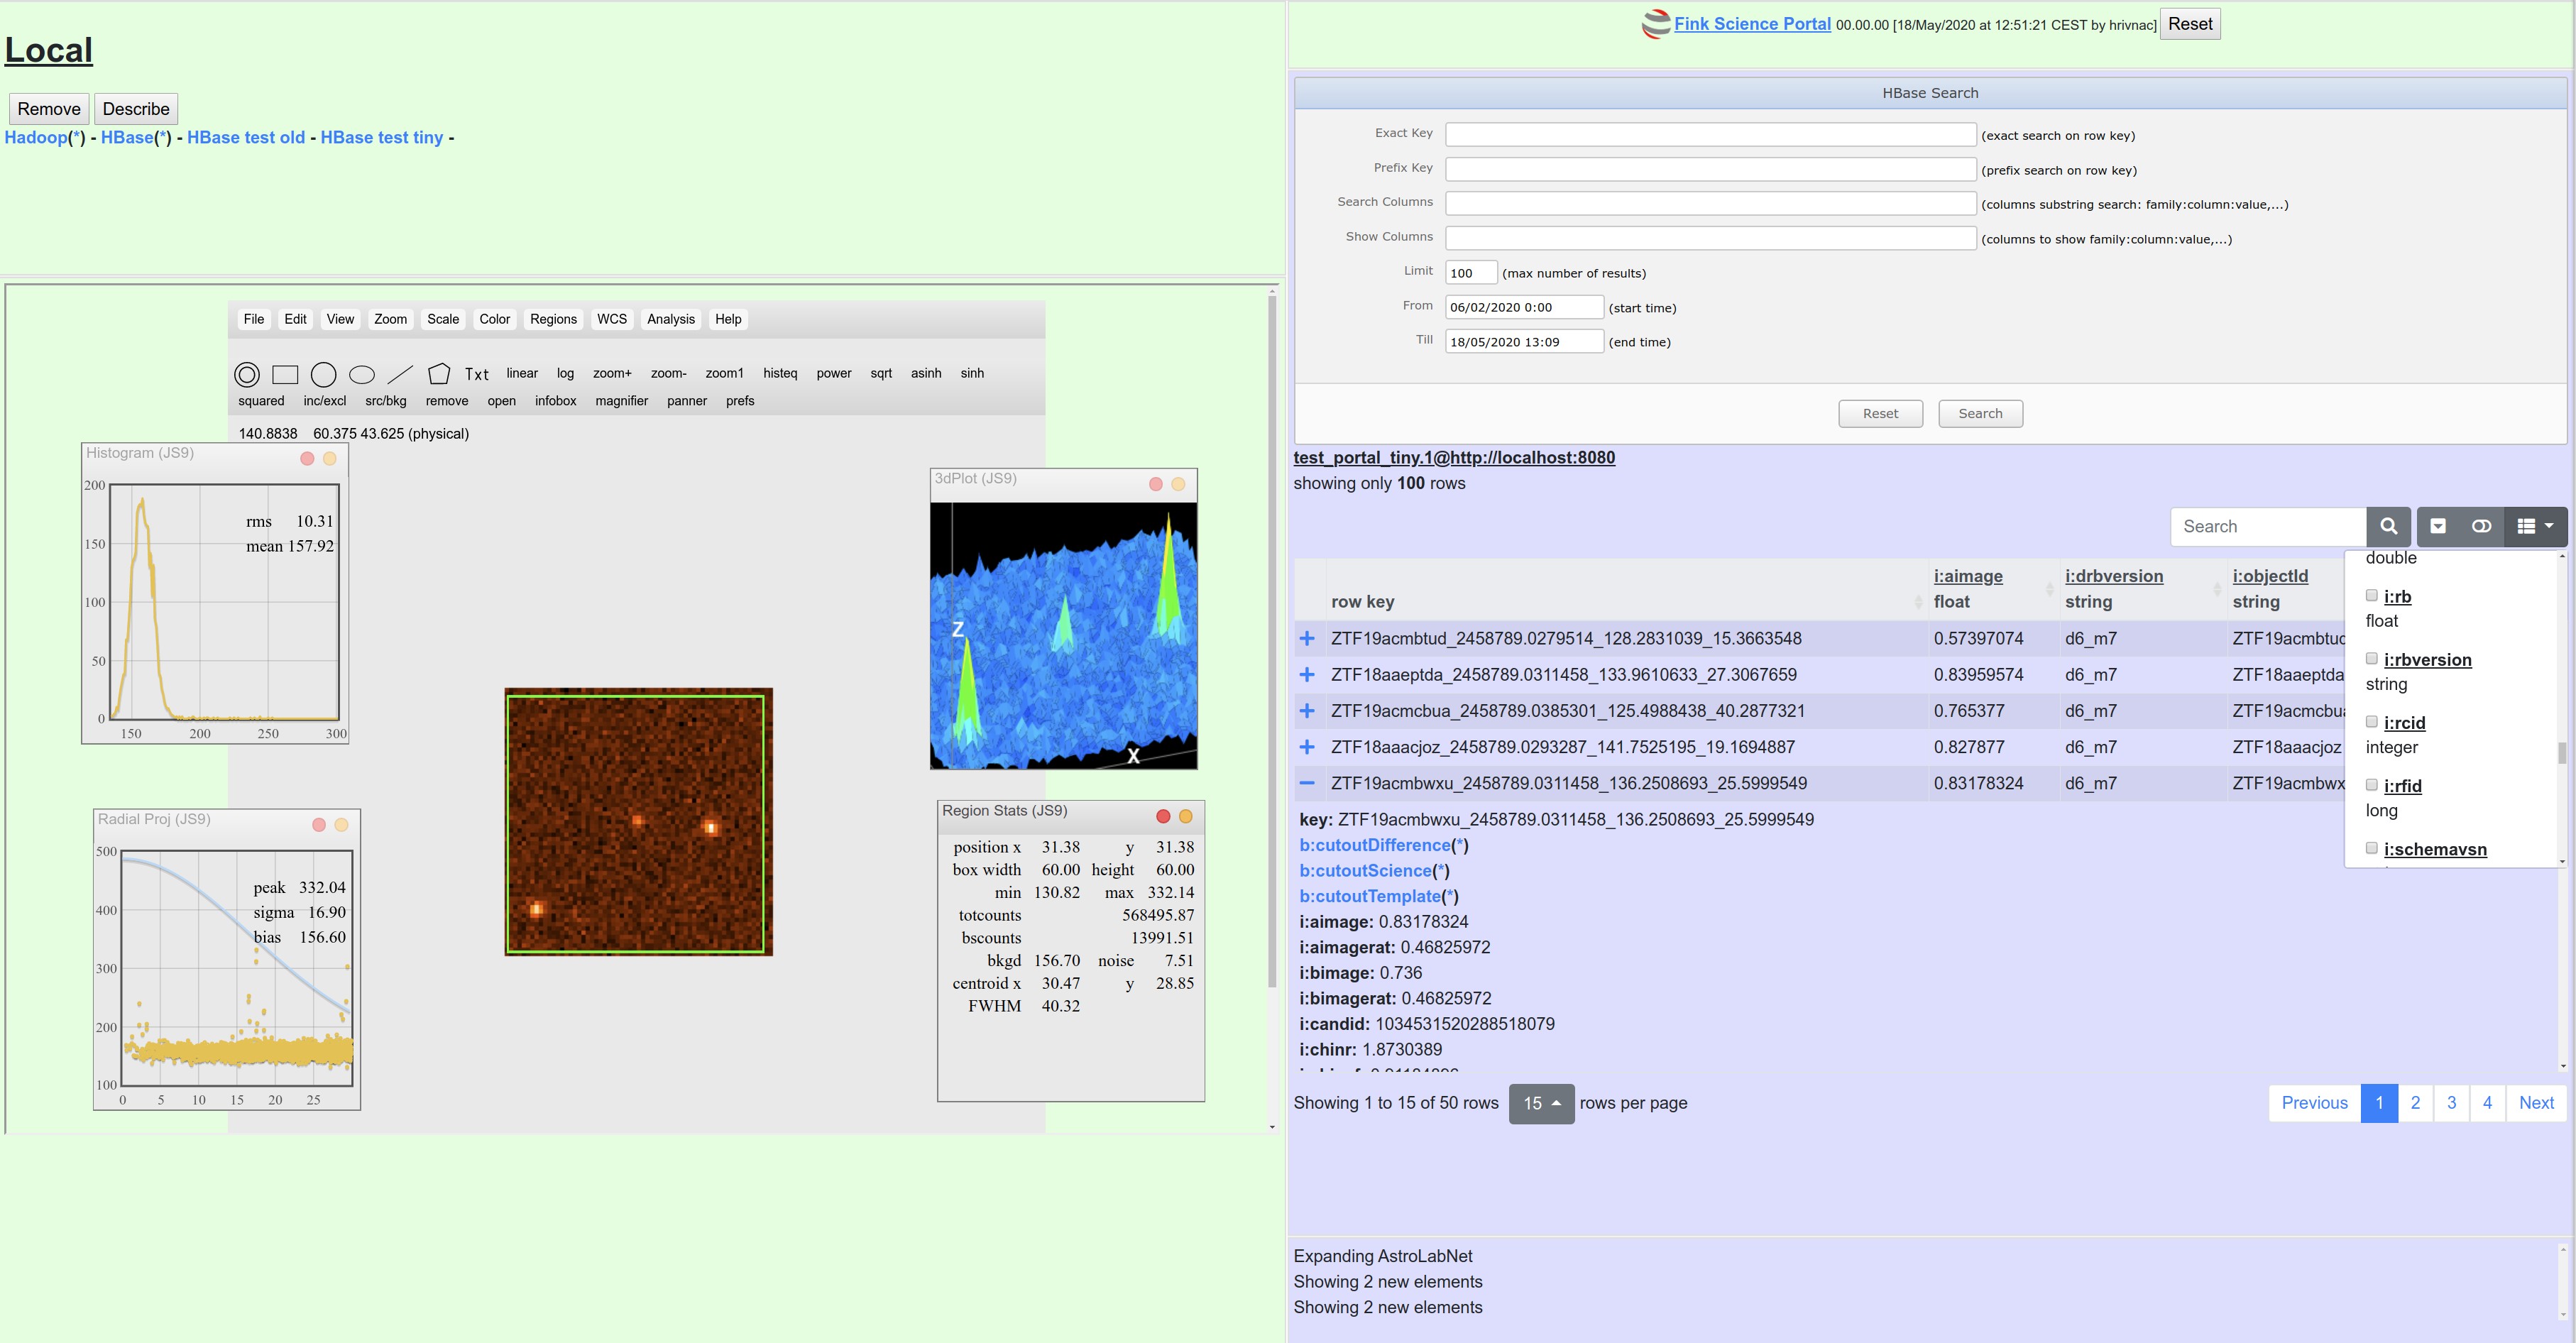 Local
Remove Describe
Hadoop(*) - HBase(*) - HBase test old - HBase test tiny -
File Edit View Zoom Scale Color Regions WCS Analysis Help
Txt linear log zoom+ zoom- zoom1 histeq power sqrt asinh sinh
squared inc/excl src/bkg remove open infobox magnifier panner prefs
140.8838 60.375 43.625 (physical)
Histogram (JS9)
200
rms 10.31
mean 157.92
150
100
50
0
150 200 250 300
3dPlot (JS9)
Z
X
Radial Proj (JS9)
500
peak 332.04
400
sigma 16.90
bias 156.60
300
200
100
0 5 10 15 20 25
Region Stats (JS9)
position x 31.38 y 31.38
box width 60.00 height 60.00
min 130.82 max 332.14
totcounts 568495.87
bscounts 13991.51
bkgd 156.70 noise 7.51
centroid x 30.47 y 28.85
FWHM 40.32
Fink Science Portal 00.00.00 [18/May/2020 at 12:51:21 CEST by hrivnac] Reset
HBase Search
Exact Key (exact search on row key)
Prefix Key (prefix search on row key)
Search Columns (columns substring search: family:column:value,...)
Show Columns (columns to show family:column:value,...)
Limit 100 (max number of results)
From 06/02/2020 0:00 (start time)
Till 18/05/2020 13:09 (end time)
Reset Search
test_portal_tiny.1@http://localhost:8080
showing only 100 rows
Search
i:aimage i:drbversion i:objectId
row key float string string
ZTF19acmbtud_2458789.0279514_128.2831039_15.3663548 0.57397074 d6_m7 ZTF19acmbtud
ZTF18aaeptda_2458789.0311458_133.9610633_27.3067659 0.83959574 d6_m7 ZTF18aaeptda
ZTF19acmcbua_2458789.0385301_125.4988438_40.2877321 0.765377 d6_m7 ZTF19acmcbua
ZTF18aaacjoz_2458789.0293287_141.7525195_19.1694887 0.827877 d6_m7 ZTF18aaacjoz
ZTF19acmbwxu_2458789.0311458_136.2508693_25.5999549 0.83178324 d6_m7 ZTF19acmbwx
double
i:rb
float
i:rbversion
string
i:rcid
integer
i:rfid
long
i:schemavsn
key: ZTF19acmbwxu_2458789.0311458_136.2508693_25.5999549
b:cutoutDifference(*)
b:cutoutScience(*)
b:cutoutTemplate(*)
i:aimage: 0.83178324
i:aimagerat: 0.46825972
i:bimage: 0.736
i:bimagerat: 0.46825972
i:candid: 1034531520288518079
i:chinr: 1.8730389
Showing 1 to 15 of 50 rows 15 rows per page
Previous 1 2 3 4 Next
Expanding AstroLabNet
Showing 2 new elements
Showing 2 new elements